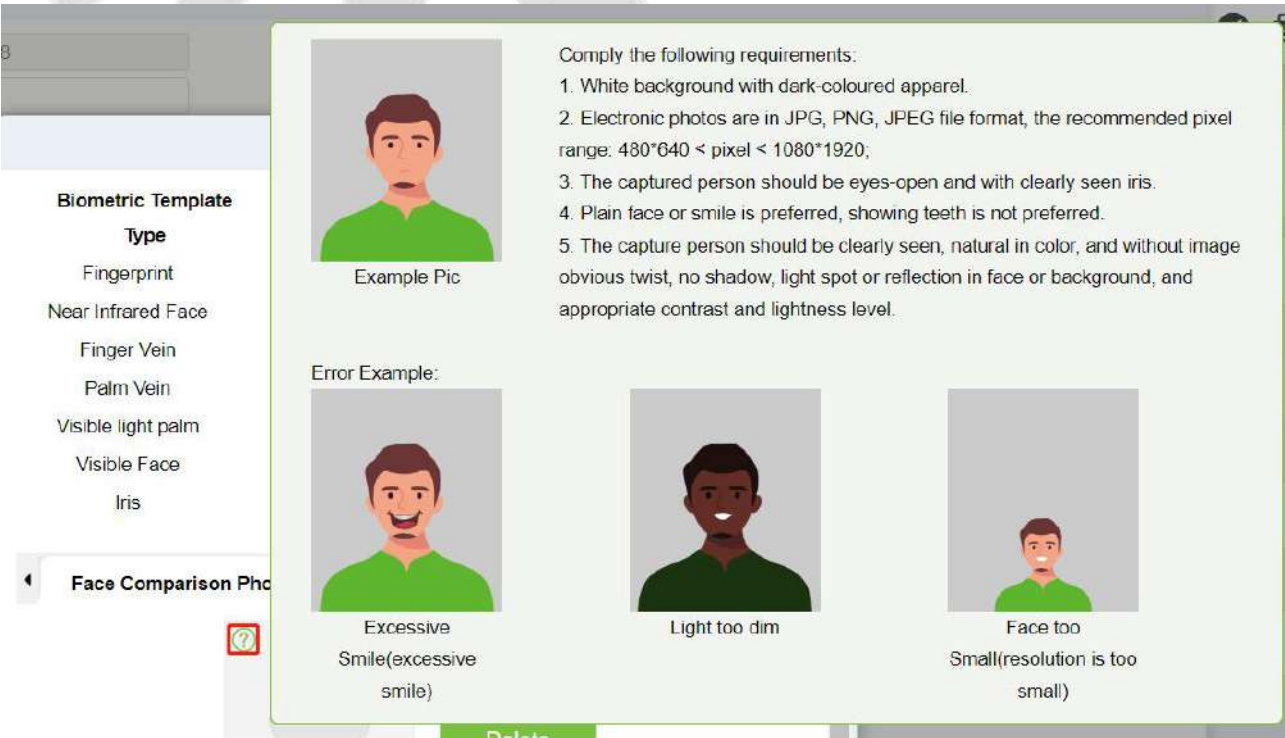 8
Comply the following requirements:
1. White background with dark-coloured apparel.
2. Electronic photos are in JPG, PNG, JPEG file format, the recommended pixel
range: 480*640 < pixel < 1080*1920;
3. The captured person should be eyes-open and with clearly seen iris.
4. Plain face or smile is preferred, showing teeth is not preferred.
5. The capture person should be clearly seen, natural in color, and without image
obvious twist, no shadow, light spot or reflection in face or background, and
appropriate contrast and lightness level.
Example Pic
Biometric Template
Type
Fingerprint
Near Infrared Face
Finger Vein
Palm Vein
Visible light palm
Visible Face
Iris
Face Comparison Pho
?
Error Example:
Excessive
Smile(excessive
smile)
Light too dim
Face too
Small(resolution is too
small)
Delete